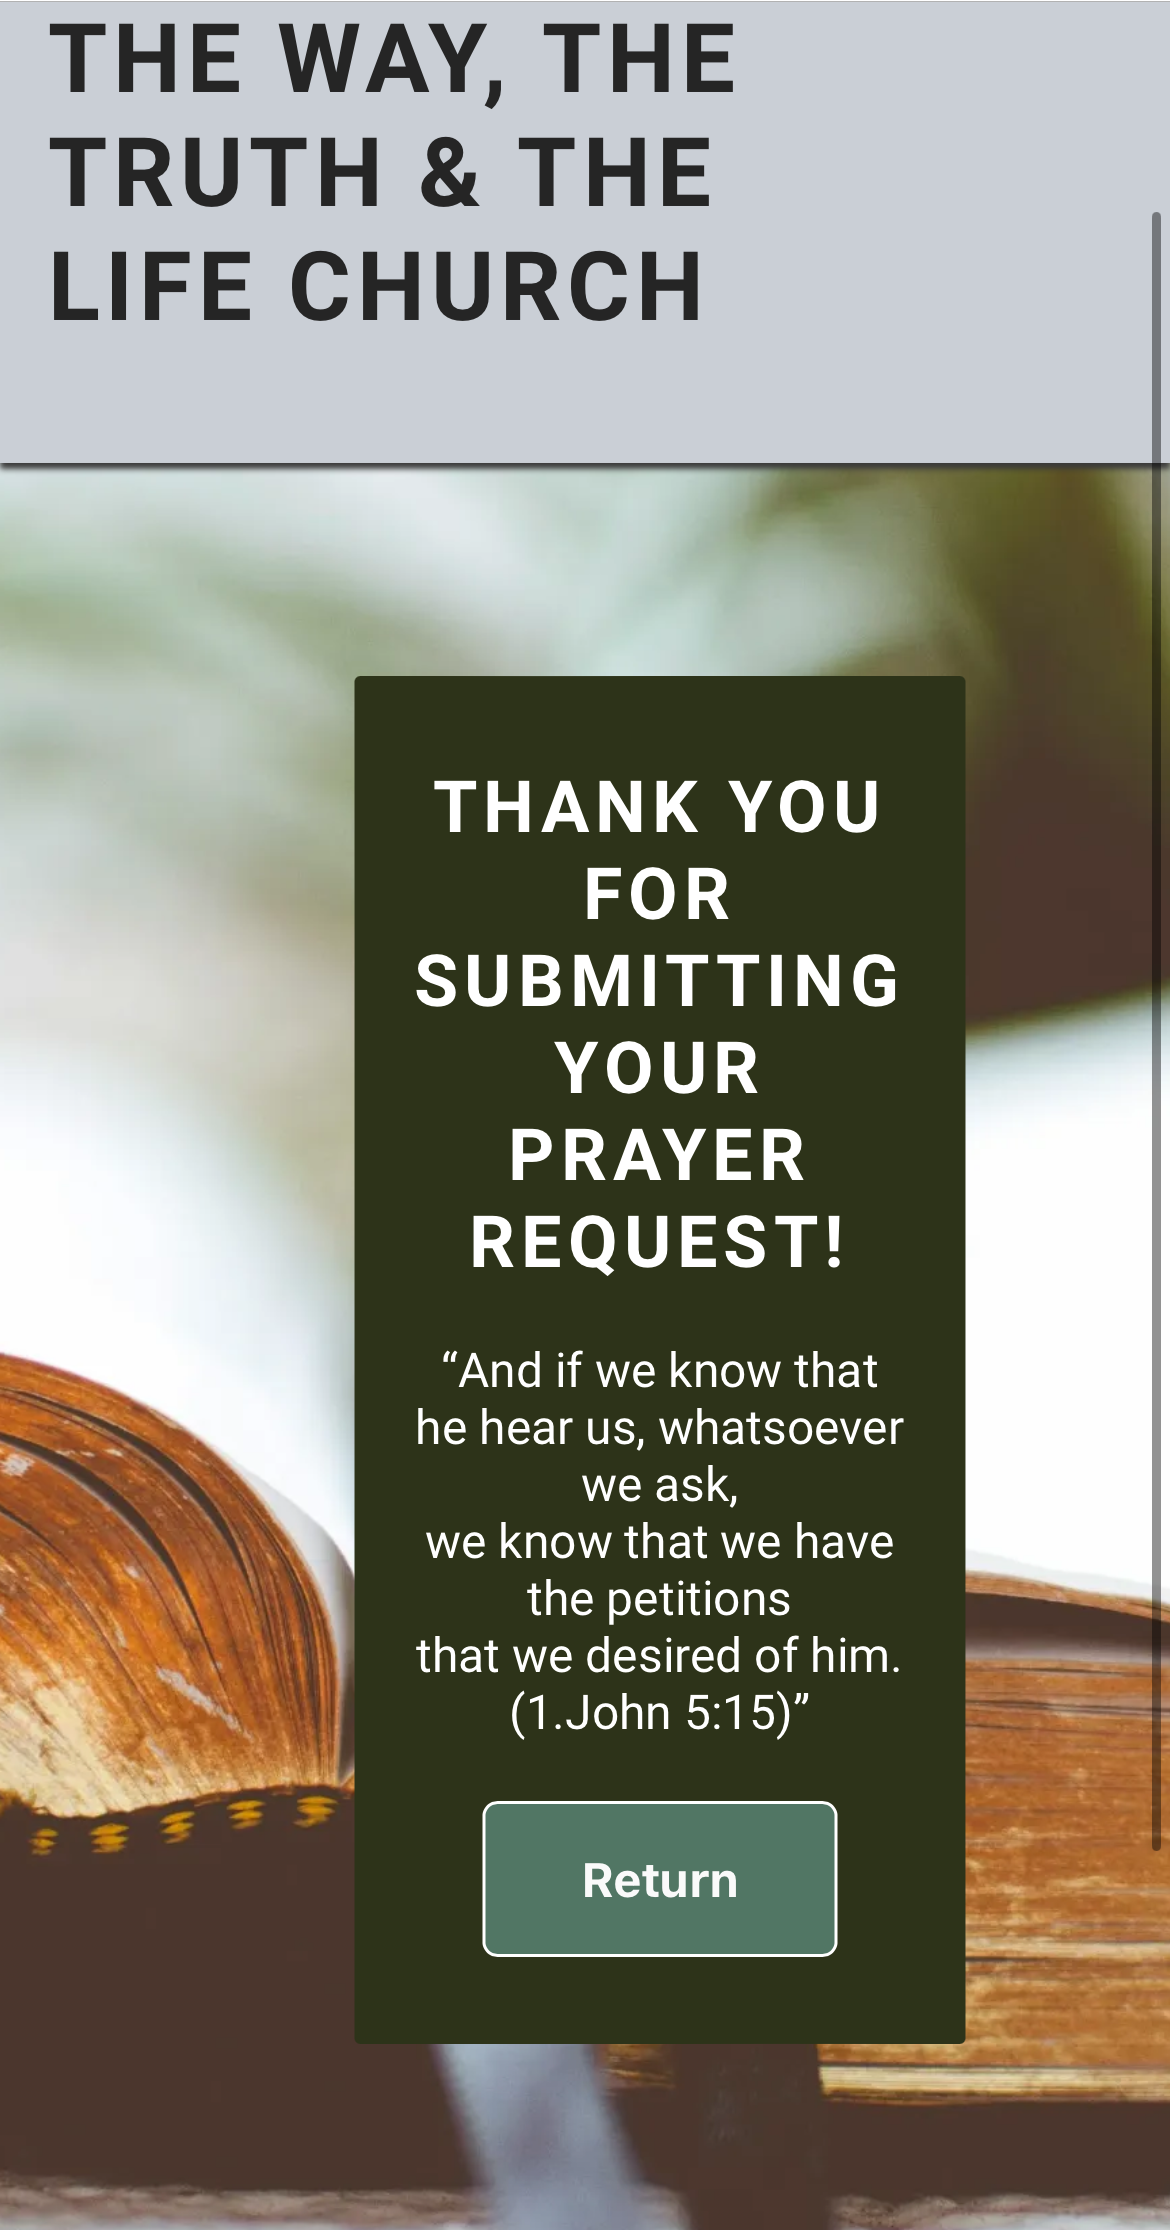 THE WAY, THE
TRUTH & THE
LIFE CHURCH
THANK YOU
FOR
SUBMITTING
YOUR
PRAYER
REQUEST!
“And if we know that
he hear us, whatsoever
we ask,
we know that we have
the petitions
that we desired of him.
(1.John 5:15)”
Return